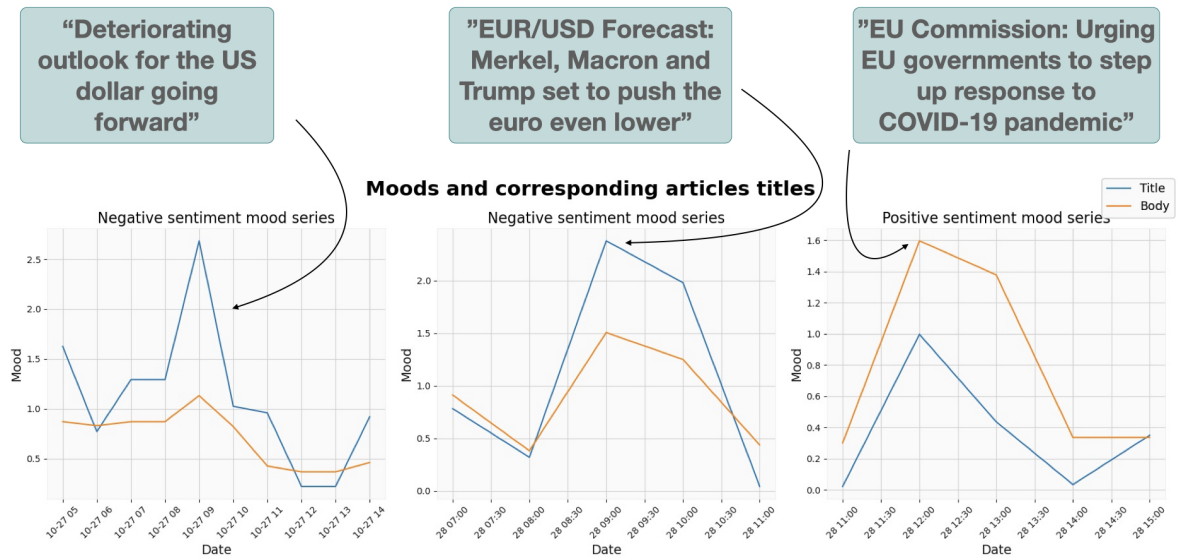 “Deteriorating
outlook for the US
dollar going
forward”
”EUR/USD Forecast:
Merkel, Macron and
Trump set to push the
euro even lower”
”EU Commission: Urging
EU governments to step
up response to
COVID-19 pandemic”
Moods and corresponding articles titles
Title
Body
Negative sentiment mood series
Mood
2.5
2.0
1.5
1.0
0.5
10-27 05
10-27 06
10-27 07
10-27 08
10-27 09
10-27 10
10-27 11
10-27 12
10-27 13
10-27 14
Date
Negative sentiment mood series
Mood
2.0
1.5
1.0
0.5
0.0
28 07:00
28 07:30
28 08:00
28 08:30
28 09:00
28 09:30
28 10:00
28 10:30
28 11:00
Date
Positive sentiment mood series
Mood
1.6
1.4
1.2
1.0
0.8
0.6
0.4
0.2
0.0
28 11:00
28 11:30
28 12:00
28 12:30
28 13:00
28 13:30
28 14:00
28 14:30
28 15:00
Date